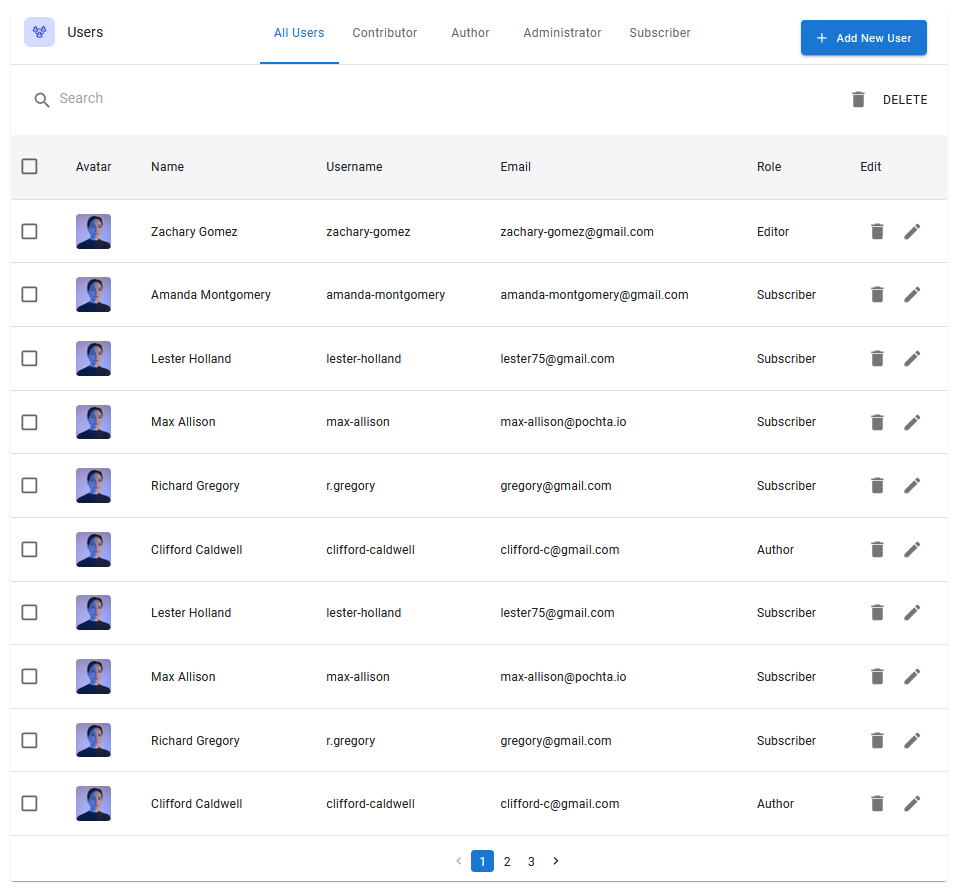 Users All Users Contributor Author Administrator Subscriber Add New User
Search DELETE
Avatar Name Username Email Role Edit
Zachary Gomez zachary-gomez zachary-gomez@gmail.com Editor
Amanda Montgomery amanda-montgomery amanda-montgomery@gmail.com Subscriber
Lester Holland lester-holland lester75@gmail.com Subscriber
Max Allison max-allison max-allison@pochta.io Subscriber
Richard Gregory r.gregory gregory@gmail.com Subscriber
Clifford Caldwell clifford-caldwell clifford-c@gmail.com Author
Lester Holland lester-holland lester75@gmail.com Subscriber
Max Allison max-allison max-allison@pochta.io Subscriber
Richard Gregory r.gregory gregory@gmail.com Subscriber
Clifford Caldwell clifford-caldwell clifford-c@gmail.com Author
1 2 3